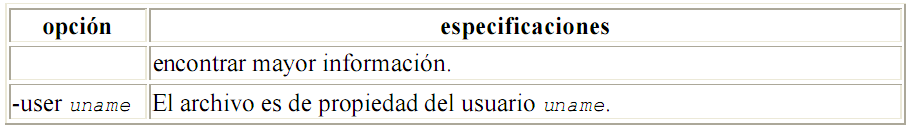 opción especificaciones
encontrar mayor información.
-user uname El archivo es de propiedad del usuario uname.